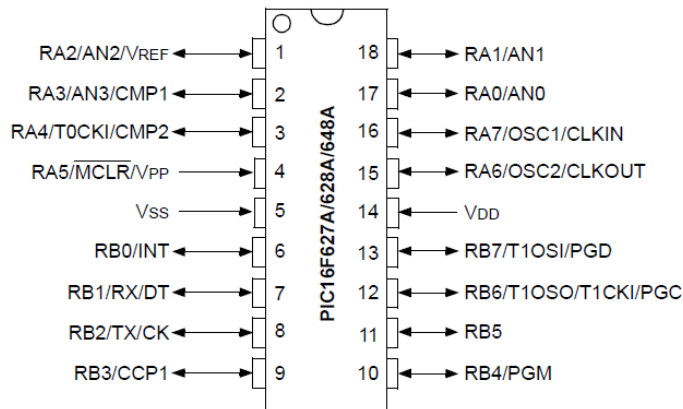 RA2/AN2/VREF 1 18 RA1/AN1
RA3/AN3/CMP1 2 17 RA0/AN0
RA4/T0CKI/CMP2 3 16 RA7/OSC1/CLKIN
RA5/MCLR/VPP 4 15 RA6/OSC2/CLKOUT
VSS 5 14 VDD
RB0/INT 6 13 RB7/T1OSI/PGD
RB1/RX/DT 7 12 RB6/T1OSO/T1CKI/PGC
RB2/TX/CK 8 11 RB5
RB3/CCP1 9 10 RB4/PGM
PIC16F627A/628A/648A